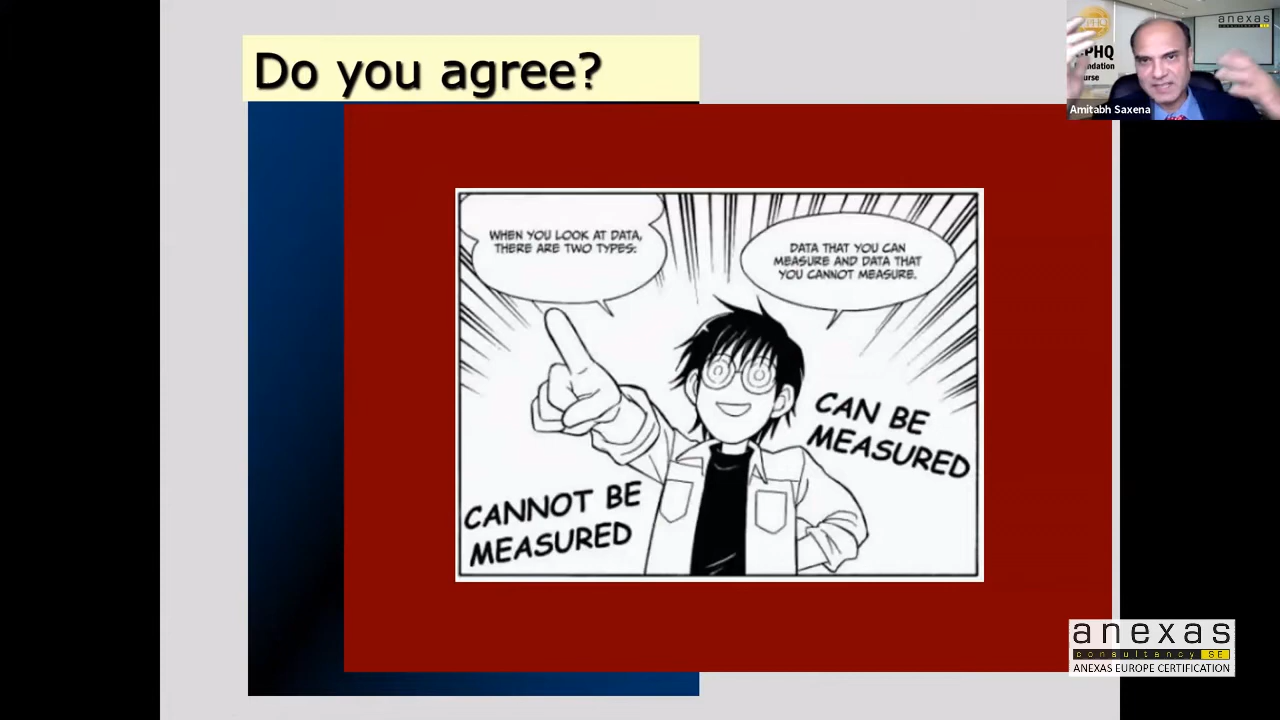 Do you agree?
WHEN YOU LOOK AT DATA,
THERE ARE TWO TYPES:
DATA THAT YOU CAN
MEASURE AND DATA THAT
YOU CANNOT MEASURE.
CAN BE
MEASURED
CANNOT BE
MEASURED
anexas
PHQ
Amitabh Saxena
anexas
consultancy SE
ANEXAS EUROPE CERTIFICATION